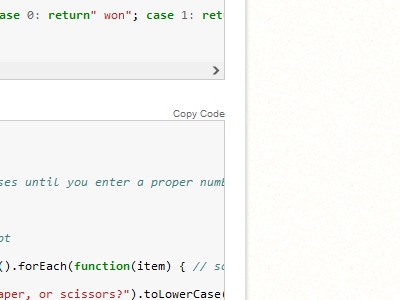 ase 0: return" won"; case 1: ret
Copy Code
ses until you enter a proper numb
pt
().forEach(function(item) { // sc
aper, or scissors?").toLowerCase(